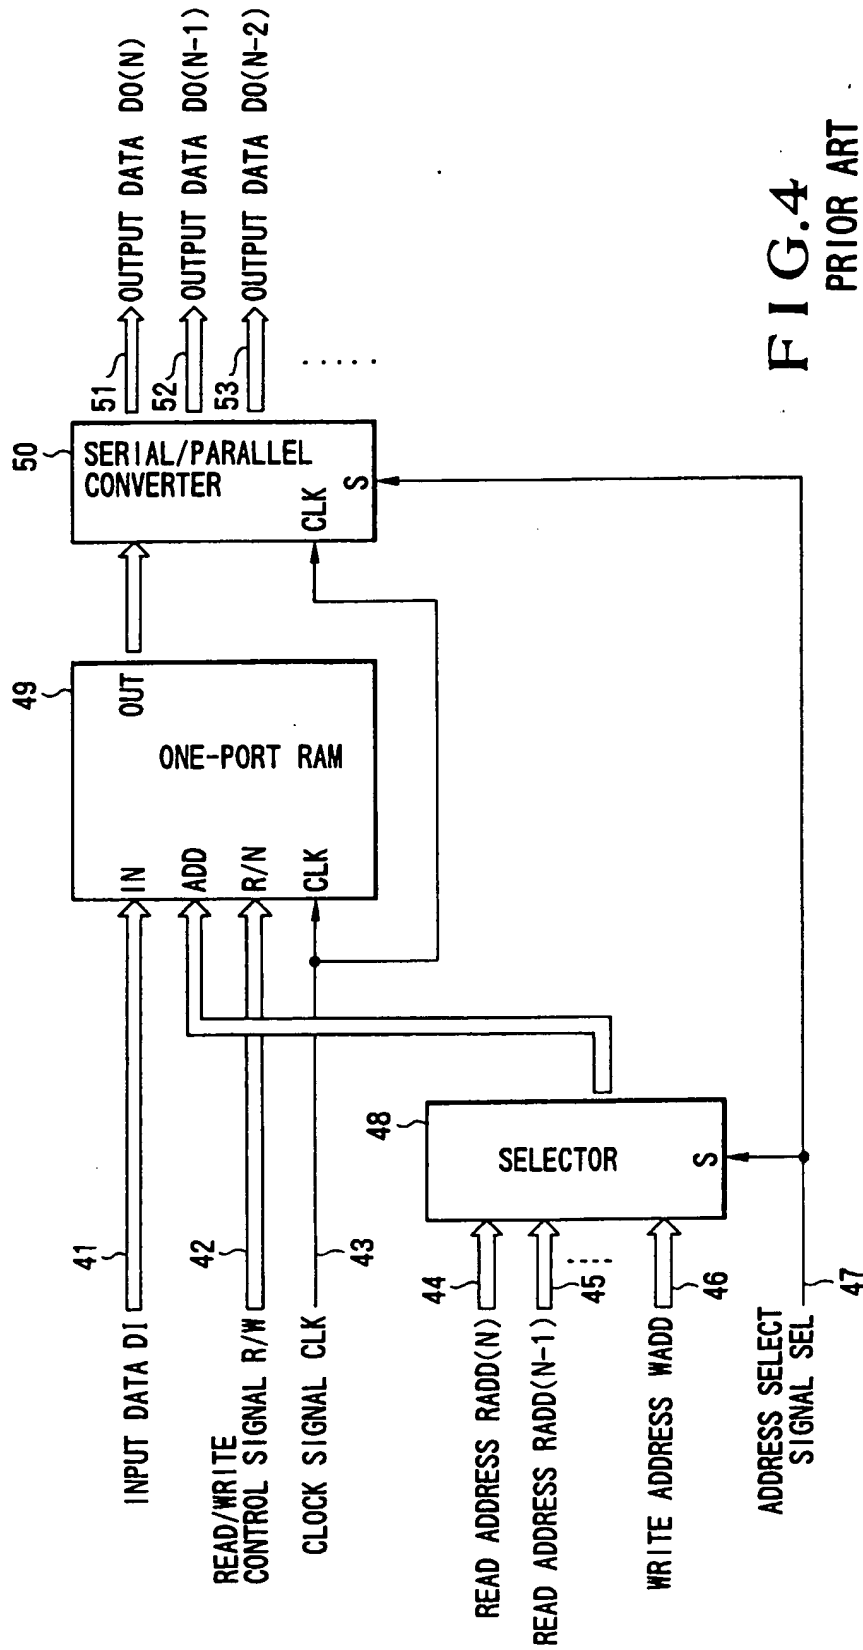 INPUT DATA DI
41
READ/WRITE
CONTROL SIGNAL R/W
42
CLOCK SIGNAL CLK
43
READ ADDRESS RADD(N)
44
READ ADDRESS RADD(N-1)
45
.....
WRITE ADDRESS WADD
46
ADDRESS SELECT
SIGNAL SEL
47
48
SELECTOR
S
49
IN
OUT
ADD
ONE-PORT RAM
R/N
CLK
50
SERIAL/PARALLEL
CONVERTER
CLK
S
51
OUTPUT DATA DO(N)
52
OUTPUT DATA DO(N-1)
53
OUTPUT DATA DO(N-2)
.....
FIG.4
PRIOR ART